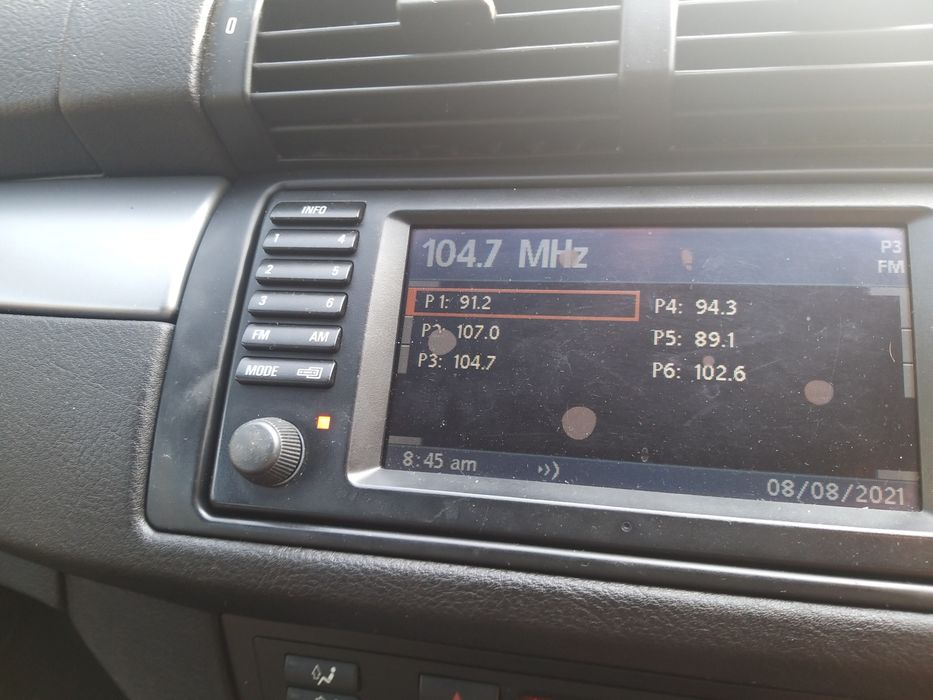 0
INFO
1 4
2 5
3 6
FM AM
MODE
104.7 MHz
P3
FM
P1: 91.2
P2: 107.0
P3: 104.7
P4: 94.3
P5: 89.1
P6: 102.6
8:45 am
08/08/2021